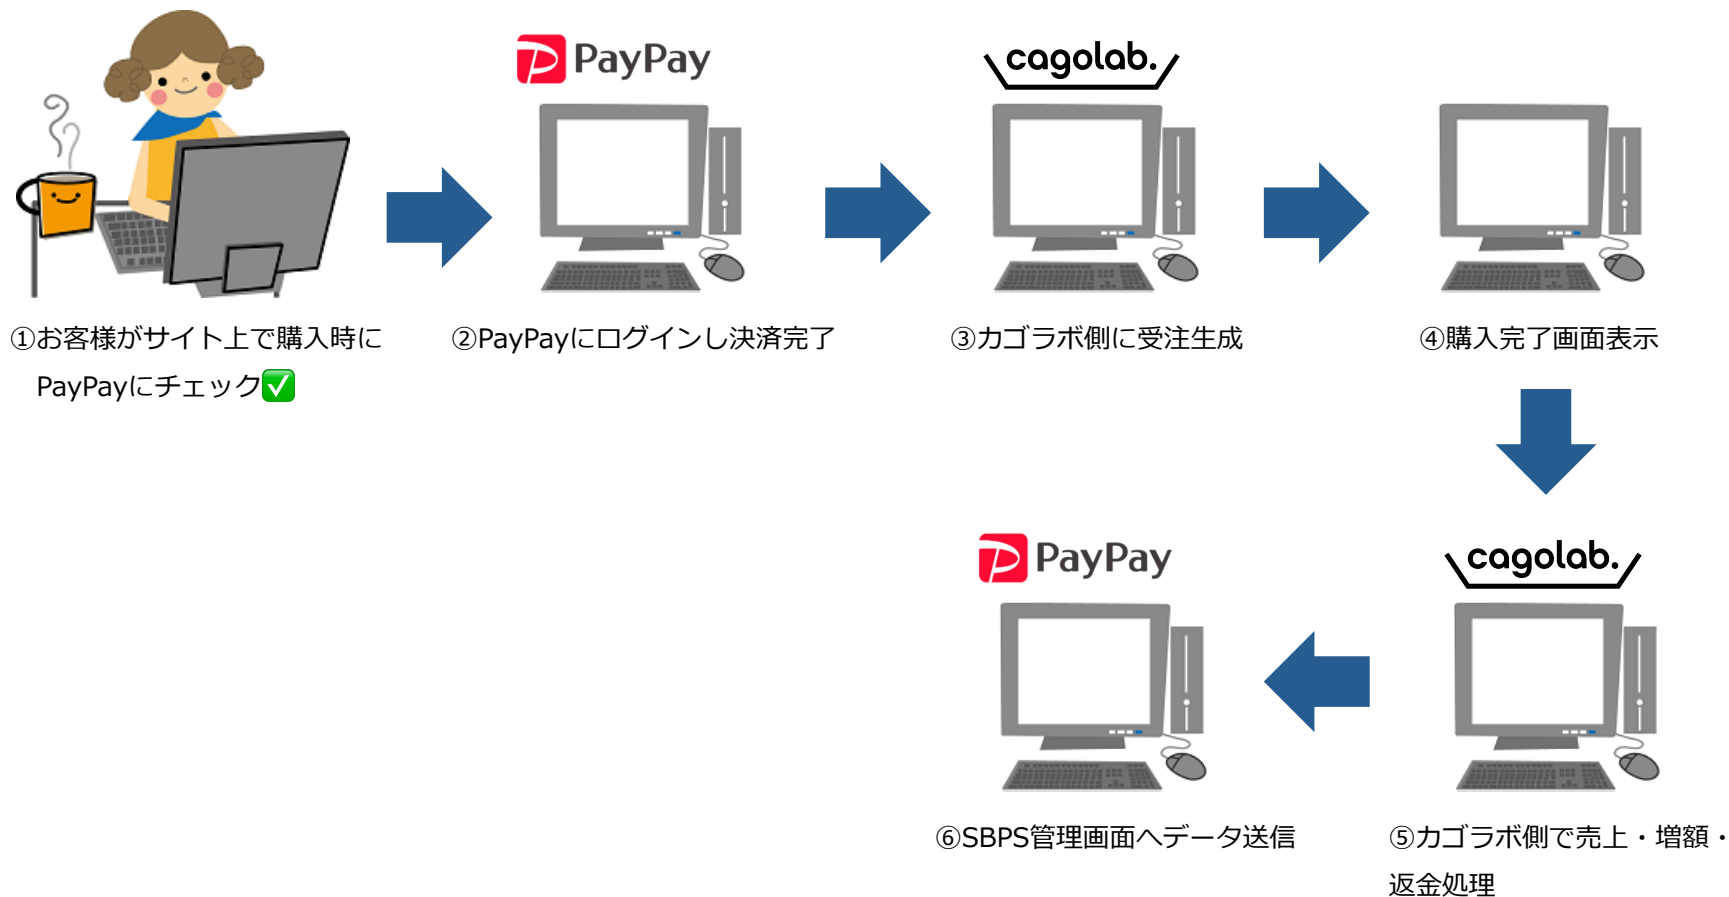 PayPay
cagolab.
①お客様がサイト上で購入時に
PayPayにチェック✅
②PayPayにログインし決済完了
③カゴラボ側に受注生成
④購入完了画面表示
PayPay
cagolab.
⑥SBPS管理画面へデータ送信
⑤カゴラボ側で売上・増額・
返金処理